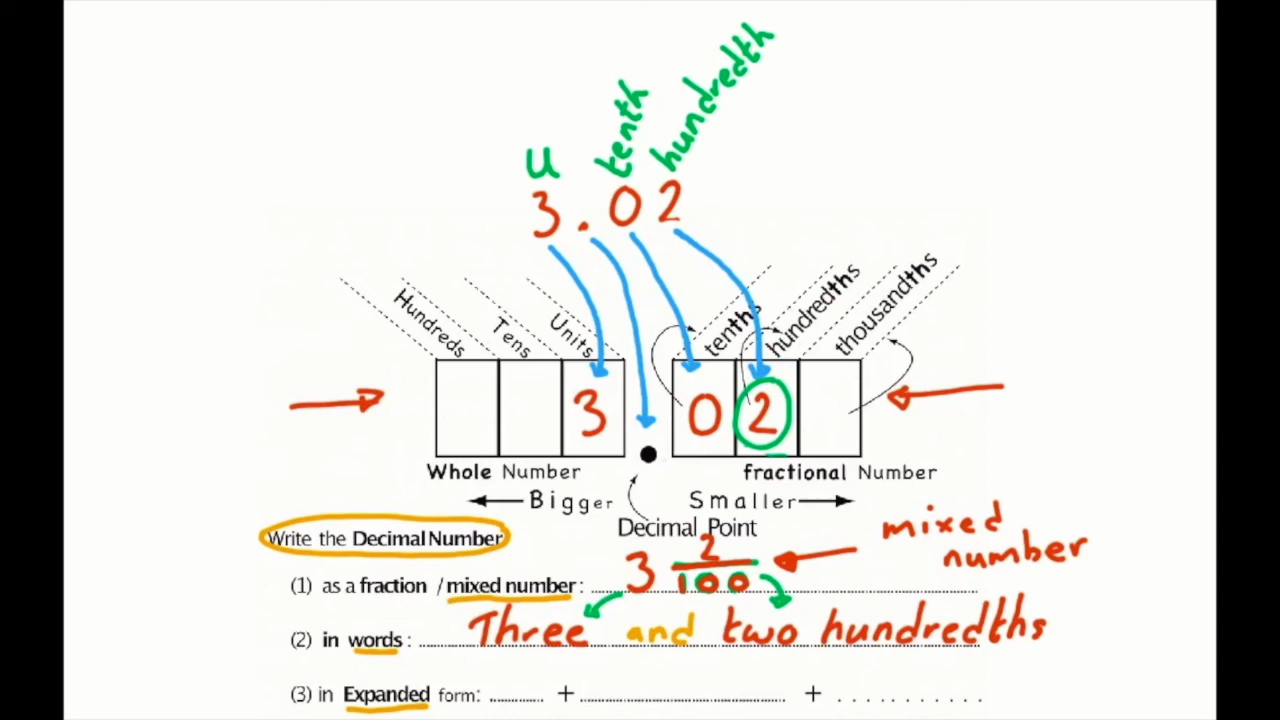 U tenth hundredth
3.02
Hundreds Tens Units tenths hundredths thousandths
3 0 2
Whole Number fractional Number
Bigger Smaller
Decimal Point
Write the Decimal Number
mixed number
(1) as a fraction / mixed number: 3 2/100
(2) in words: Three and two hundredths
(3) in Expanded form: + +